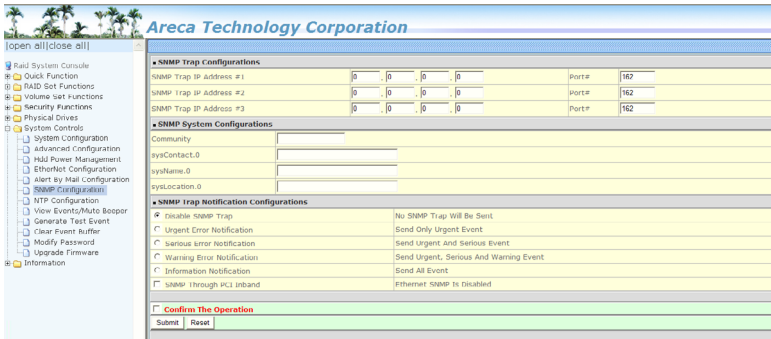 Areca Technology Corporation
|open all|close all|
Raid System Console
Quick Function
RAID Set Functions
Volume Set Functions
Security Functions
Physical Drives
System Controls
System Configuration
Advanced Configuration
Hdd Power Management
EtherNet Configuration
Alert By Mail Configuration
SNMP Configuration
NTP Configuration
View Events/Mute Beeper
Generate Test Event
Clear Event Buffer
Modify Password
Upgrade Firmware
Information
SNMP Trap Configurations
SNMP Trap IP Address #1 0 . 0 . 0 . 0 Port# 162
SNMP Trap IP Address #2 0 . 0 . 0 . 0 Port# 162
SNMP Trap IP Address #3 0 . 0 . 0 . 0 Port# 162
SNMP System Configurations
Community
sysContact.0
sysName.0
sysLocation.0
SNMP Trap Notification Configurations
Disable SNMP Trap No SNMP Trap Will Be Sent
Urgent Error Notification Send Only Urgent Event
Serious Error Notification Send Urgent And Serious Event
Warning Error Notification Send Urgent, Serious And Warning Event
Information Notification Send All Event
SNMP Through PCI Inband Ethernet SNMP Is Disabled
Confirm The Operation
Submit Reset